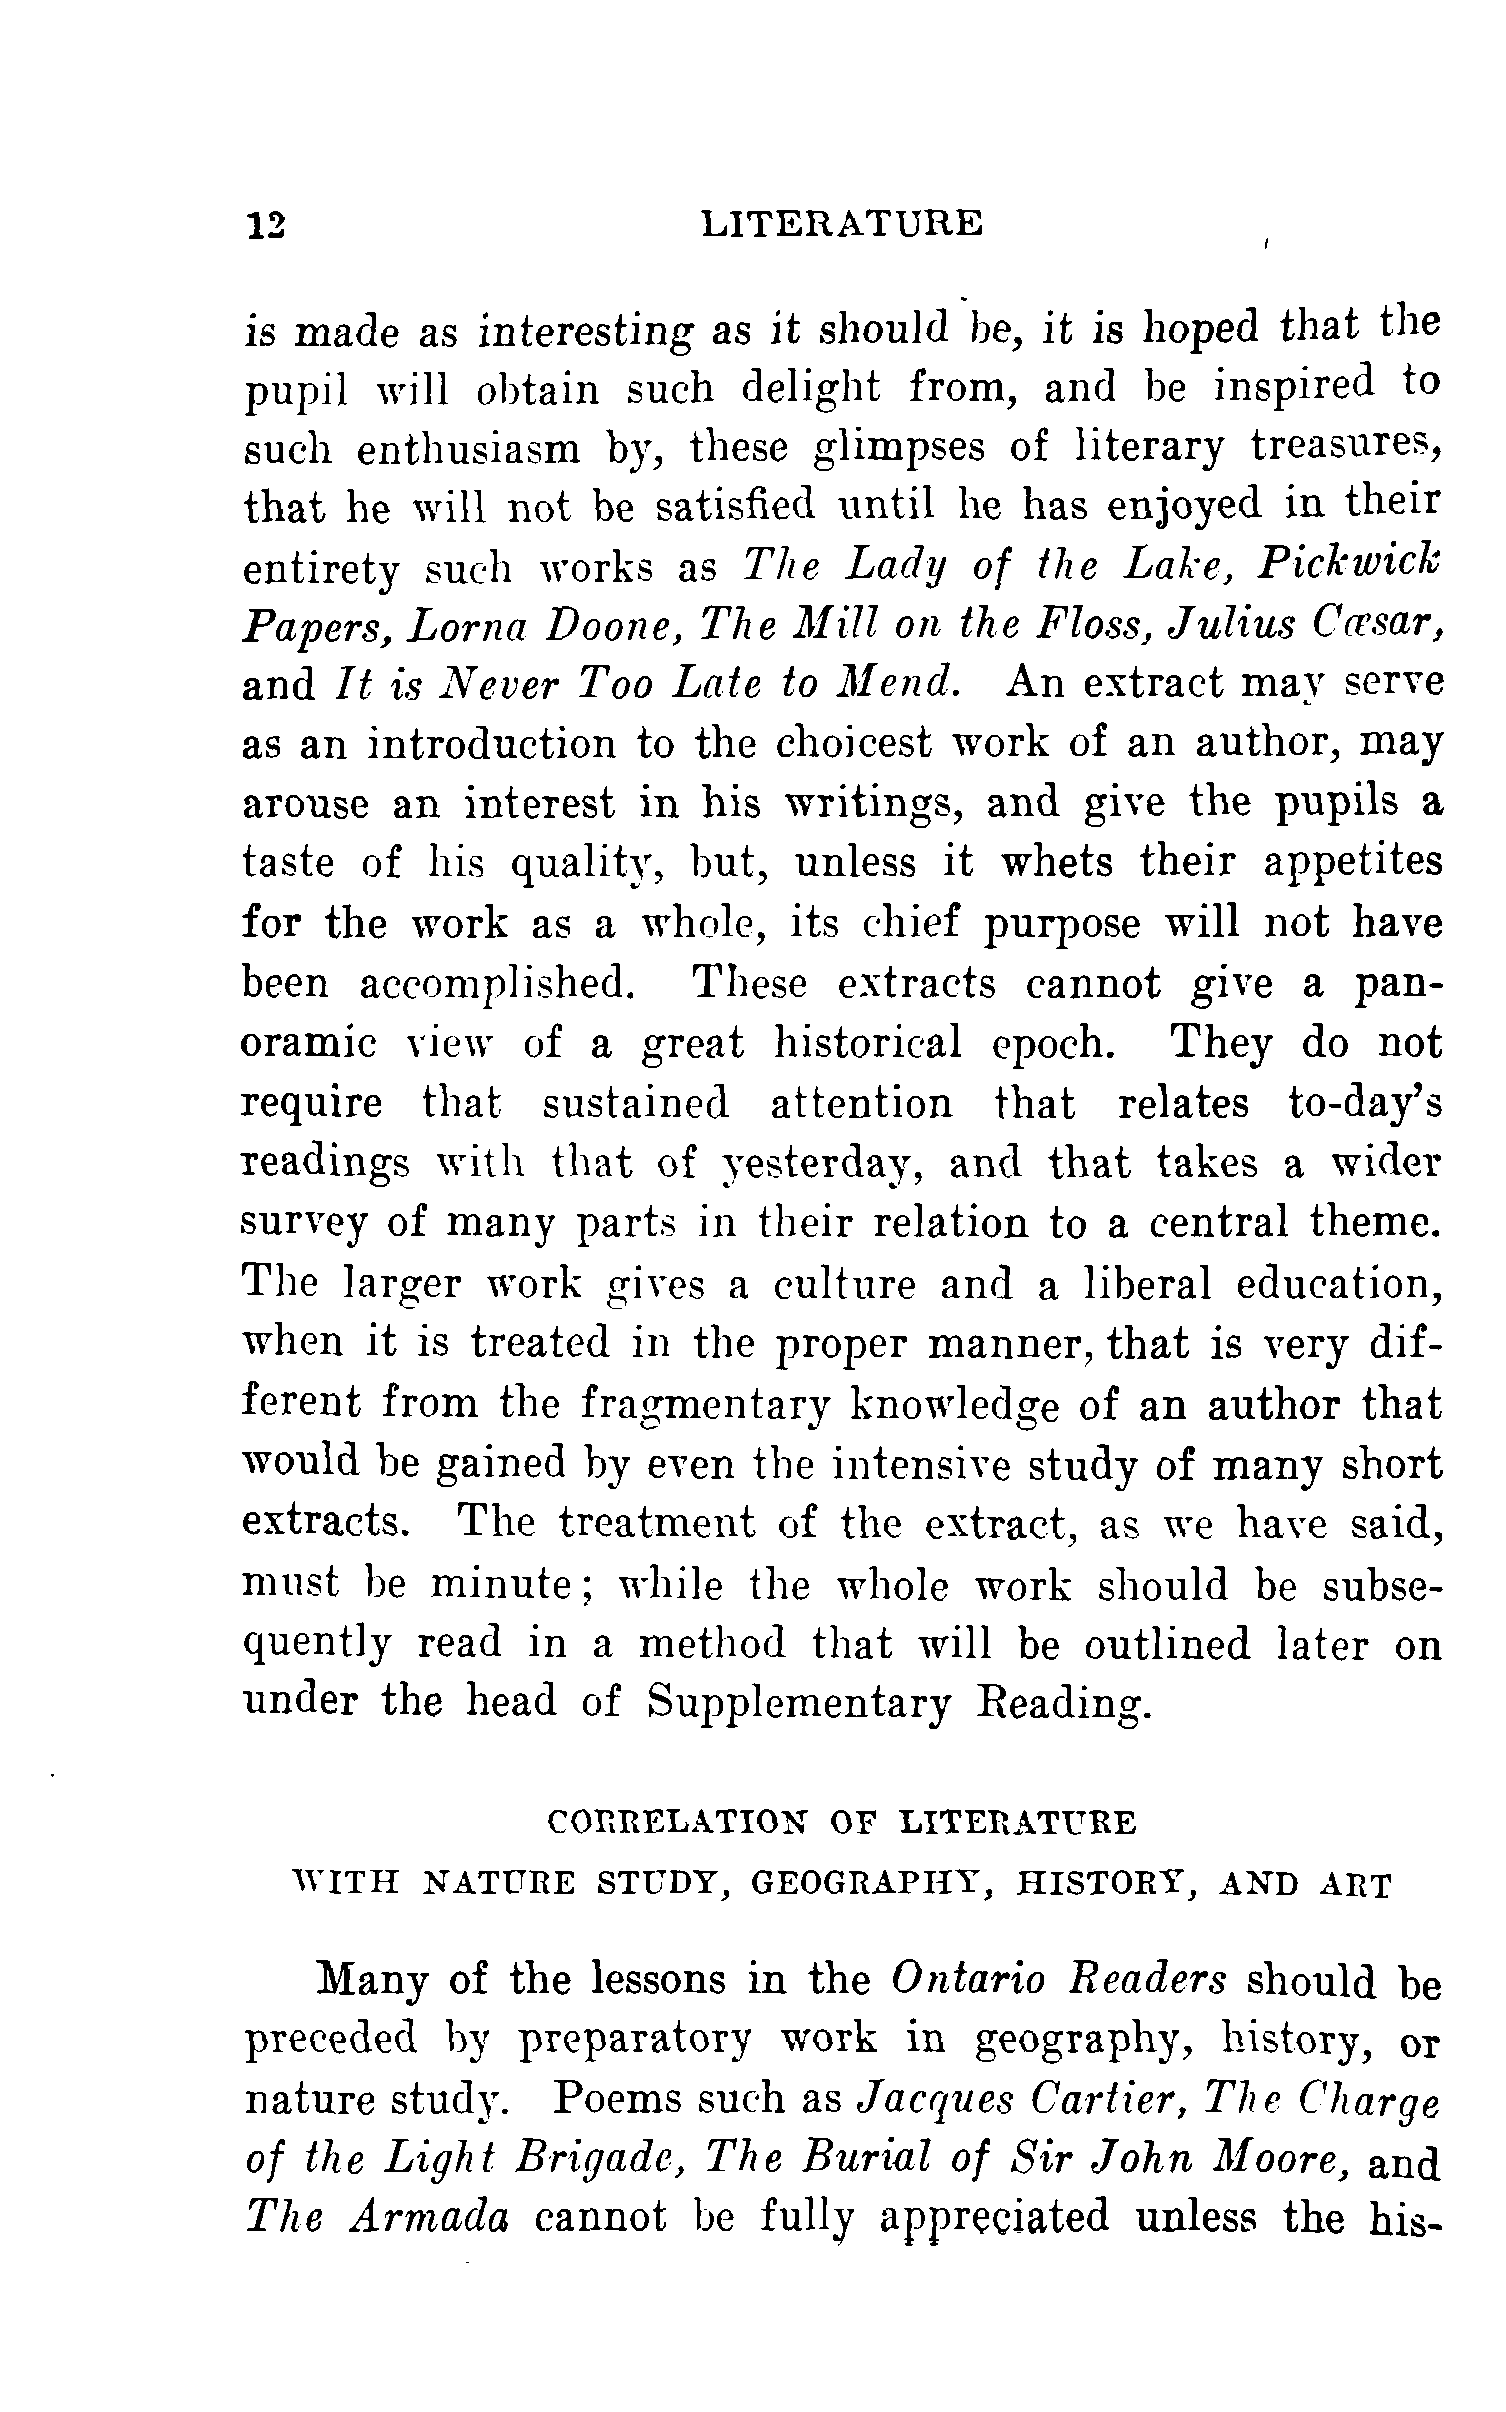 12 LITERATURE
is made as interesting as it should be, it is hoped that the
pupil will obtain such delight from, and be inspired to
such enthusiasm by, these glimpses of literary treasures,
that he will not be satisfied until he has enjoyed in their
entirety such works as The Lady of the Lake, Pickwick
Papers, Lorna Doone, The Mill on the Floss, Julius Cæsar,
and It is Never Too Late to Mend. An extract may serve
as an introduction to the choicest work of an author, may
arouse an interest in his writings, and give the pupils a
taste of his quality, but, unless it whets their appetites
for the work as a whole, its chief purpose will not have
been accomplished. These extracts cannot give a pan-
oramic view of a great historical epoch. They do not
require that sustained attention that relates to-day's
readings with that of yesterday, and that takes a wider
survey of many parts in their relation to a central theme.
The larger work gives a culture and a liberal education,
when it is treated in the proper manner, that is very dif-
ferent from the fragmentary knowledge of an author that
would be gained by even the intensive study of many short
extracts. The treatment of the extract, as we have said,
must be minute; while the whole work should be subse-
quently read in a method that will be outlined later on
under the head of Supplementary Reading.
CORRELATION OF LITERATURE
WITH NATURE STUDY, GEOGRAPHY, HISTORY, AND ART
Many of the lessons in the Ontario Readers should be
preceded by preparatory work in geography, history, or
nature study. Poems such as Jacques Cartier, The Charge
of the Light Brigade, The Burial of Sir John Moore, and
The Armada cannot be fully appreciated unless the his-